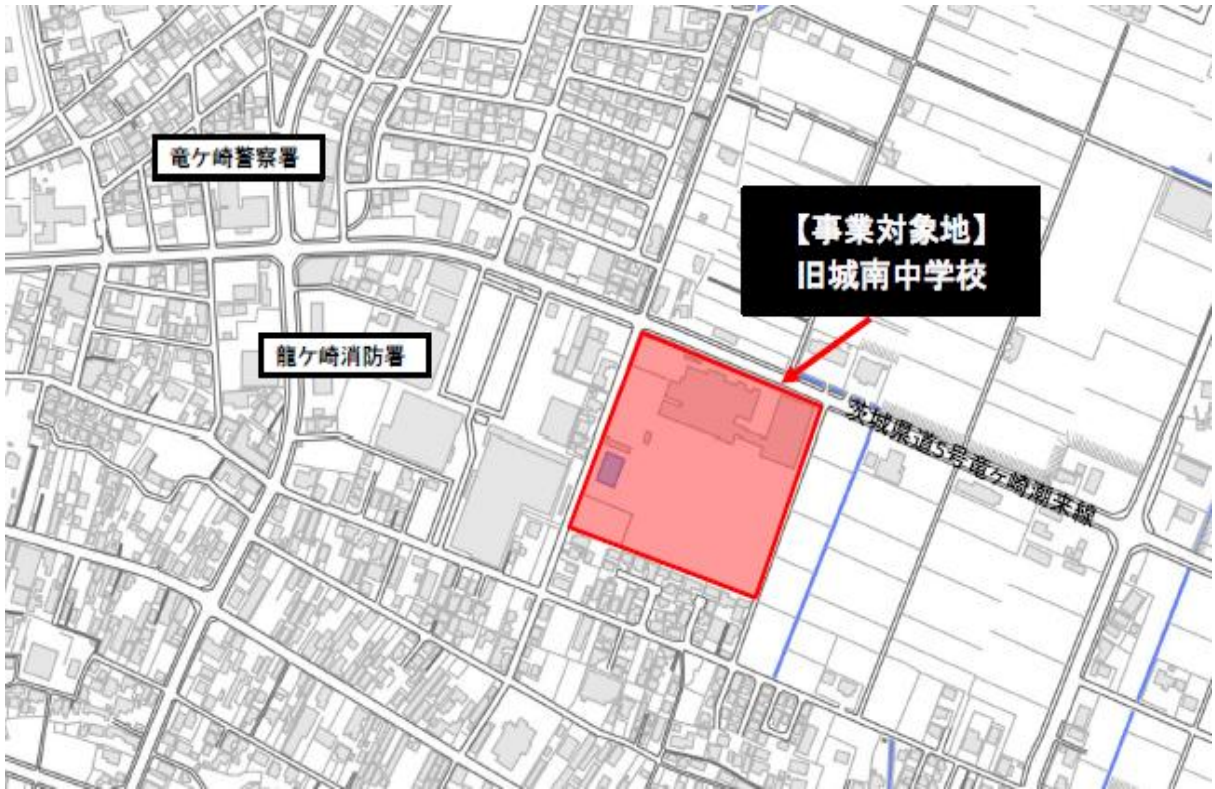 竜ケ崎警察署
【事業対象地】
旧城南中学校
龍ケ崎消防署
茨城県道5号竜ヶ崎潮来線